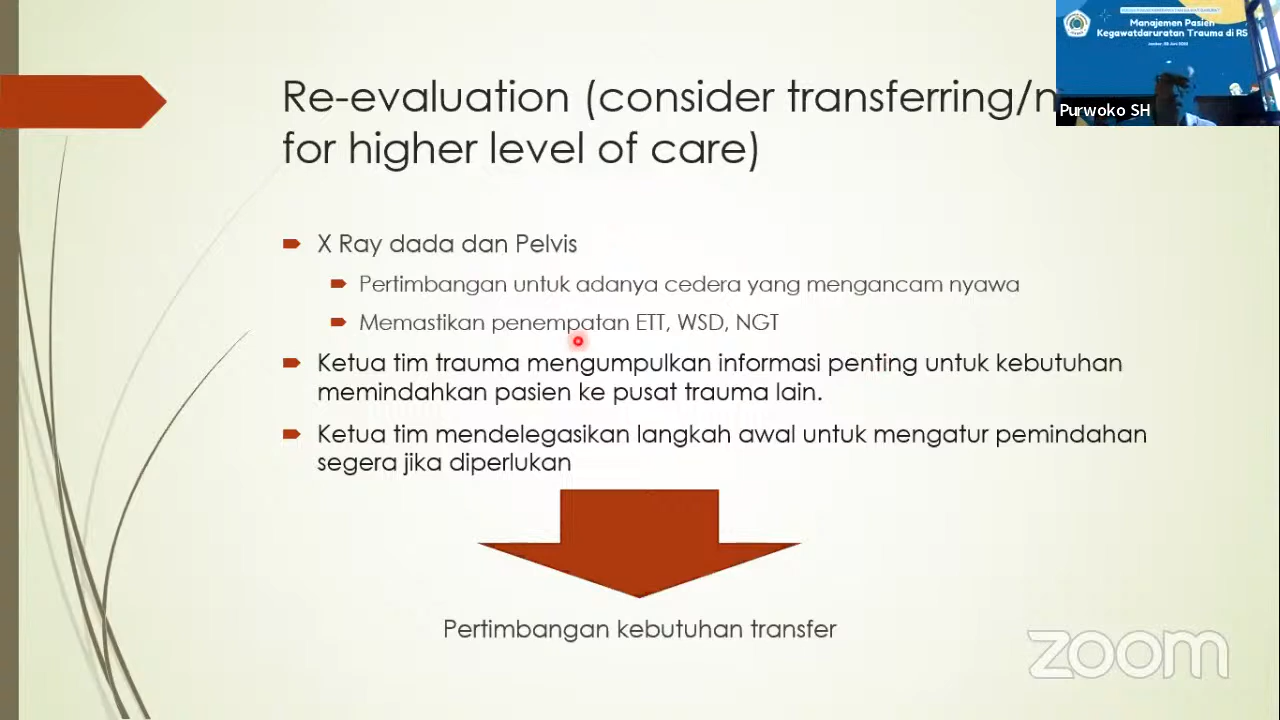 Re-evaluation (consider transferring/n
for higher level of care)
X Ray dada dan Pelvis
Pertimbangan untuk adanya cedera yang mengancam nyawa
Memastikan penempatan ETT, WSD, NGT
Ketua tim trauma mengumpulkan informasi penting untuk kebutuhan
memindahkan pasien ke pusat trauma lain.
Ketua tim mendelegasikan langkah awal untuk mengatur pemindahan
segera jika diperlukan
Pertimbangan kebutuhan transfer
Manajemen Pasien
Kegawatdaruratan Trauma di RS
Purwoko SH
zoom